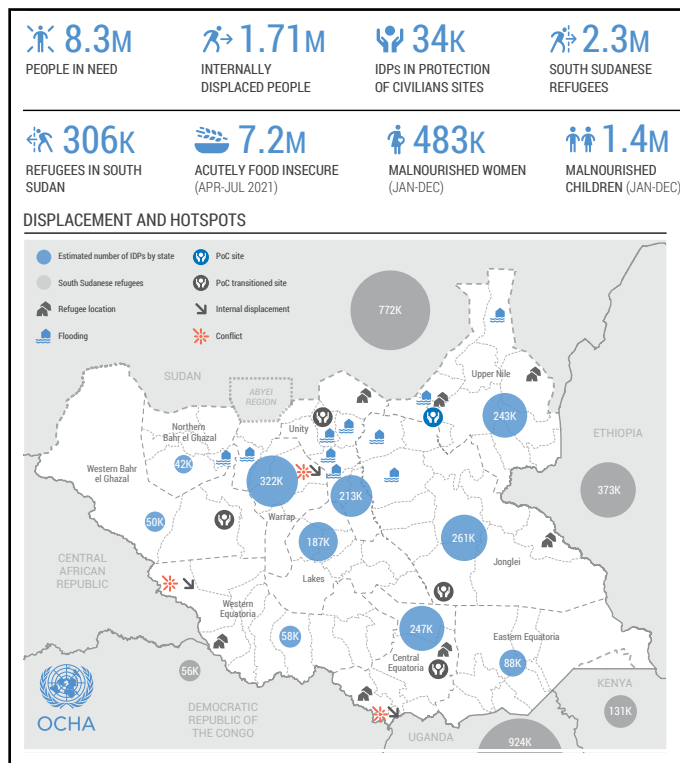 8.3M
PEOPLE IN NEED
1.71M
INTERNALLY
DISPLACED PEOPLE
34K
IDPs IN PROTECTION
OF CIVILIANS SITES
2.3M
SOUTH SUDANESE
REFUGEES
306K
REFUGEES IN SOUTH
SUDAN
7.2M
ACUTELY FOOD INSECURE
(APR-JUL 2021)
483K
MALNOURISHED WOMEN
(JAN-DEC)
1.4M
MALNOURISHED
CHILDREN (JAN-DEC)
DISPLACEMENT AND HOTSPOTS
Estimated number of IDPs by state
PoC site
South Sudanese refugees
PoC transitioned site
Refugee location
Internal displacement
Flooding
Conflict
772K
SUDAN
ABYEI
REGION
Upper Nile
243K
Unity
Northern
Bahr el Ghazal
ETHIOPIA
42K
Western Bahr
el Ghazal
322K
213K
373K
Warrap
50K
187K
261K
CENTRAL
AFRICAN
REPUBLIC
Lakes
Jonglei
Western
Equatoria
58K
247K
Eastern Equatoria
Central
Equatoria
88K
56K
OCHA
DEMOCRATIC
REPUBLIC OF
THE CONGO
UGANDA
924K
KENYA
131K